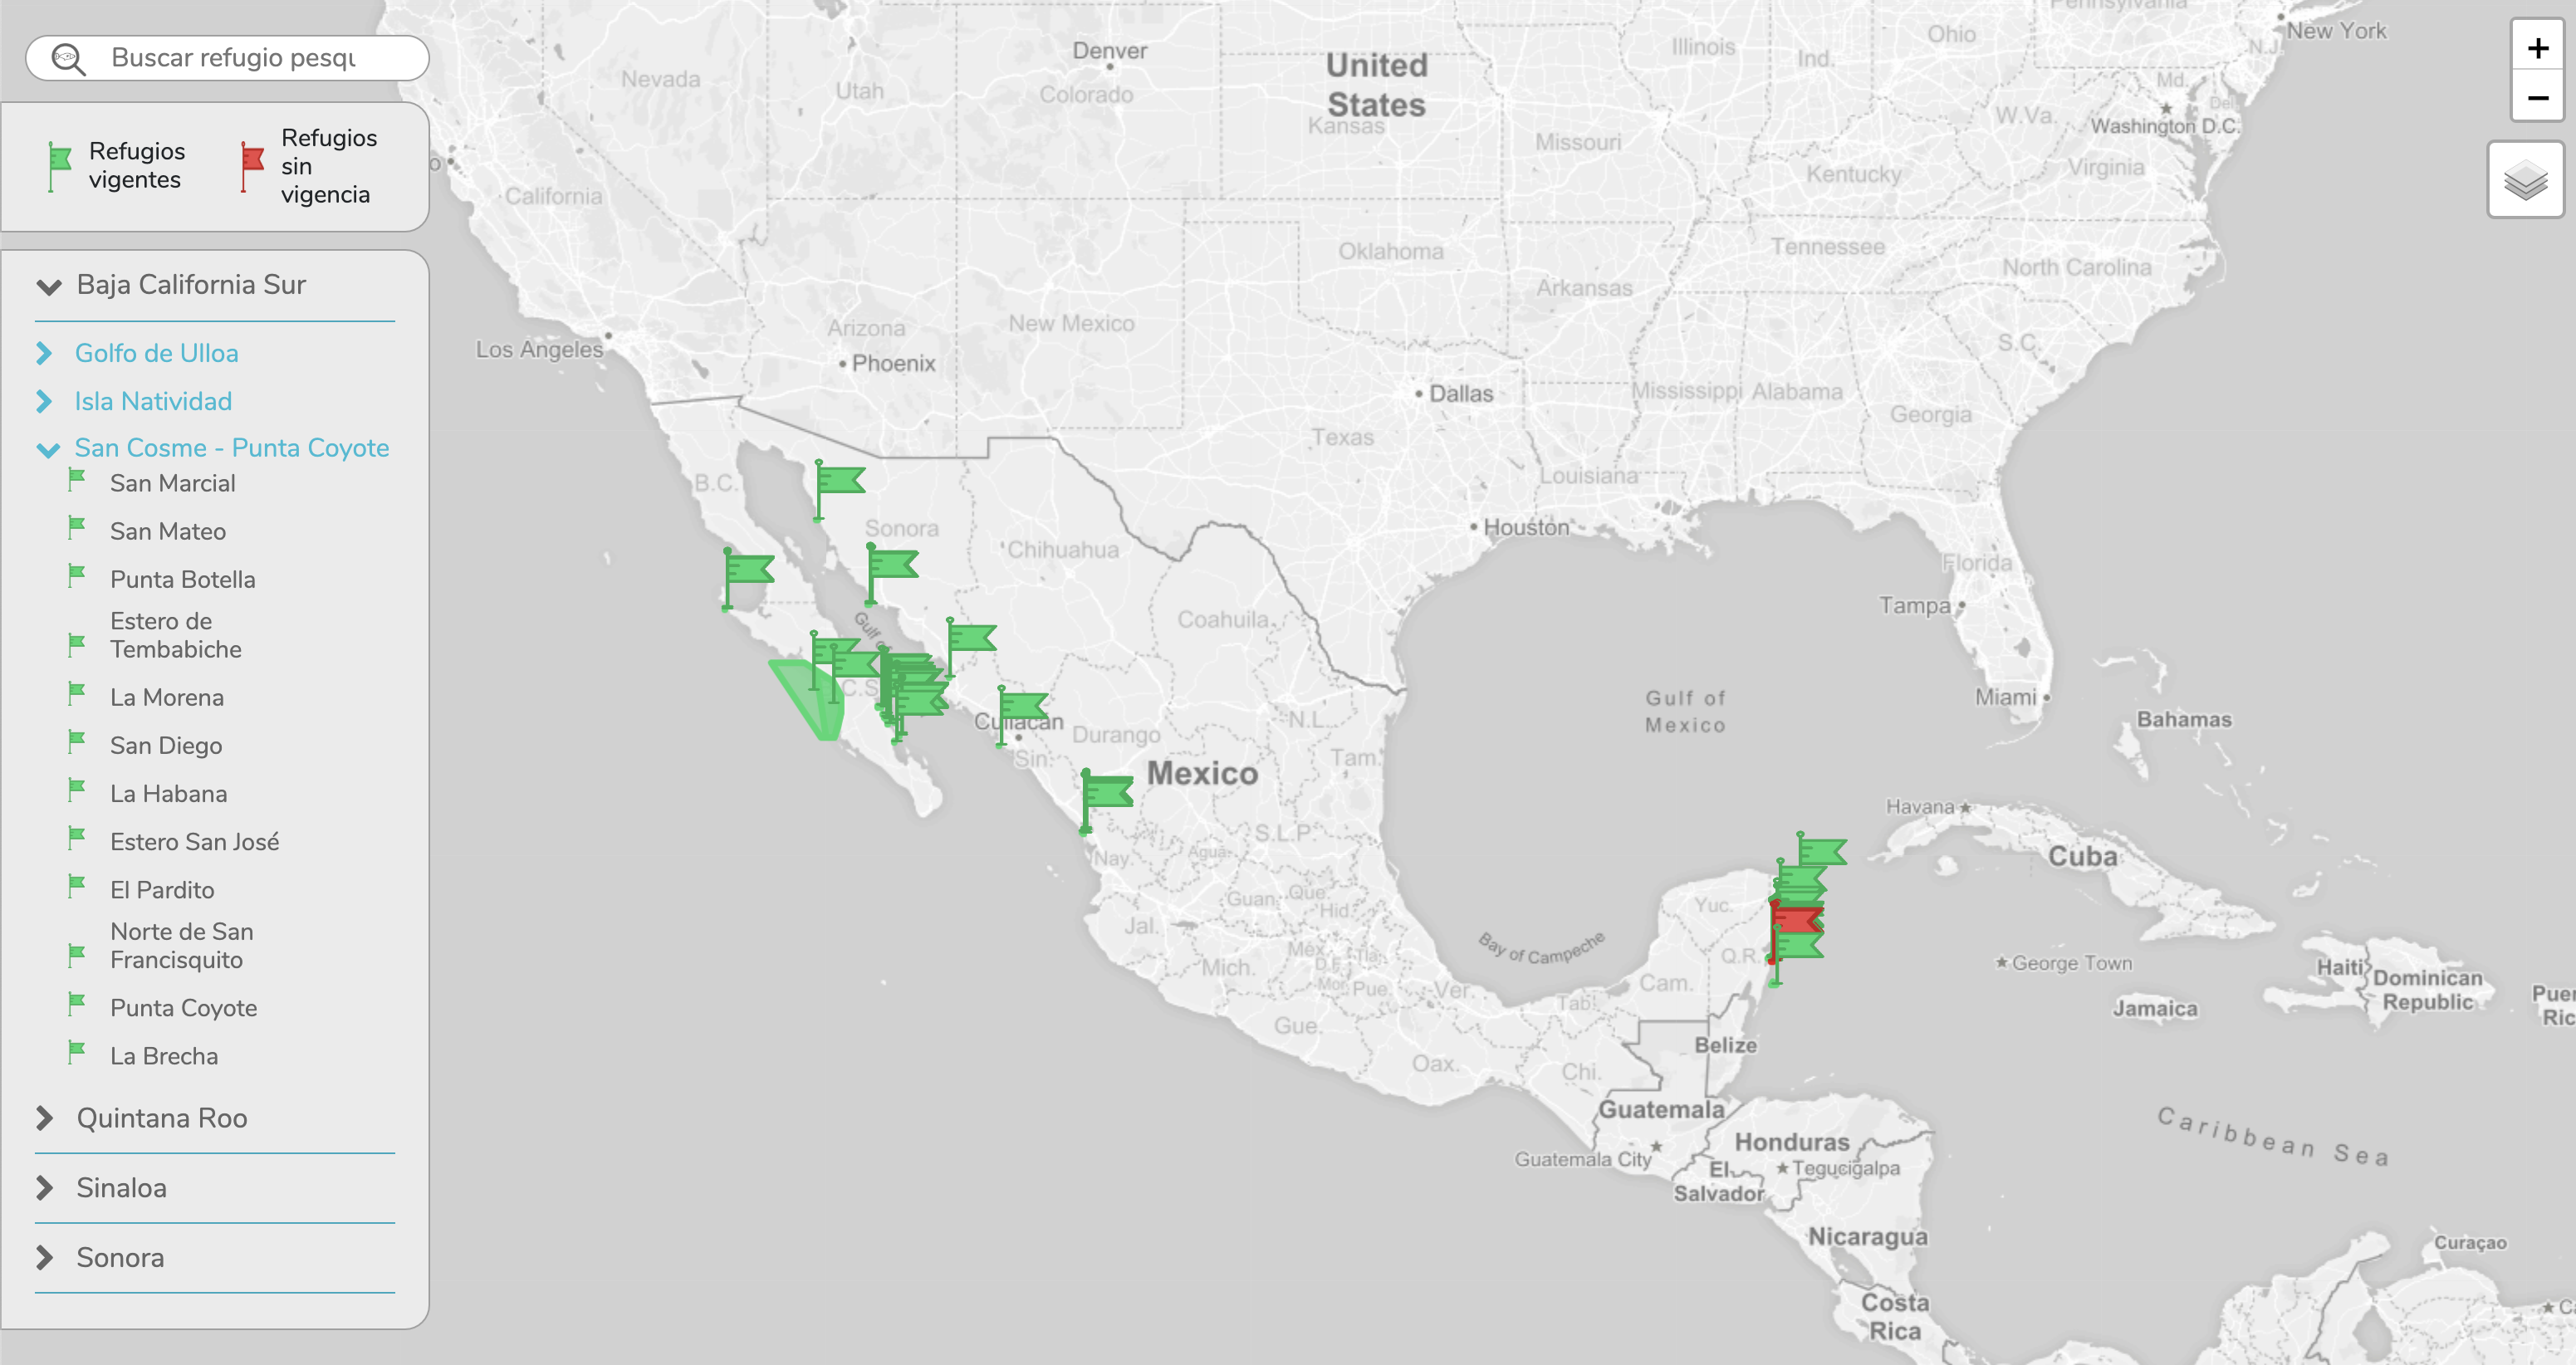 Buscar refugio pesqu
Refugios
vigentes
Refugios
sin
vigencia
Baja California Sur
Golfo de Ulloa
Isla Natividad
San Cosme - Punta Coyote
San Marcial
San Mateo
Punta Botella
Estero de
Tembabiche
La Morena
San Diego
La Habana
Estero San José
El Pardito
Norte de San
Francisquito
Punta Coyote
La Brecha
Quintana Roo
Sinaloa
Sonora
+
−
Pennsylvania
New York
N.J.
Ohio
Illinois
Ind.
Md.
Del.
Denver
United
States
Nevada
Utah
Colorado
Kansas
Missouri
W.Va.
Washington D.C.
Virginia
Kentucky
o
California
Oklahoma
Tennessee
North Carolina
Arkansas
Arizona
New Mexico
Los Angeles
Phoenix
S.C.
Dallas
Mississippi
Alabama
Georgia
Texas
Louisiana
B.C.
Sonora
Houston
Chihuahua
Florida
Tampa
Coahuila
Gulf o
C.S
Miami
Gulf of
Mexico
Bahamas
Culiacán
Durango
N.L.
Sin.
Tam.
Mexico
Havana
S.L.P.
Nay.
Agua.
Cuba
Guan.
Que.
Hid.
Yuc.
Jal.
Méx.
D.F.
Tla.
Bay of Campeche
Q.R.
George Town
Haiti
Dominican
Republic
Mich.
Mor.
Pue.
Ver.
Cam.
Tab.
Jamaica
Puer
Ric
Gue.
Belize
Oax.
Chi.
Guatemala
Caribbean Sea
Honduras
Guatemala City
El
Salvador
Tegucigalpa
Nicaragua
Curaçao
Costa
Rica
C